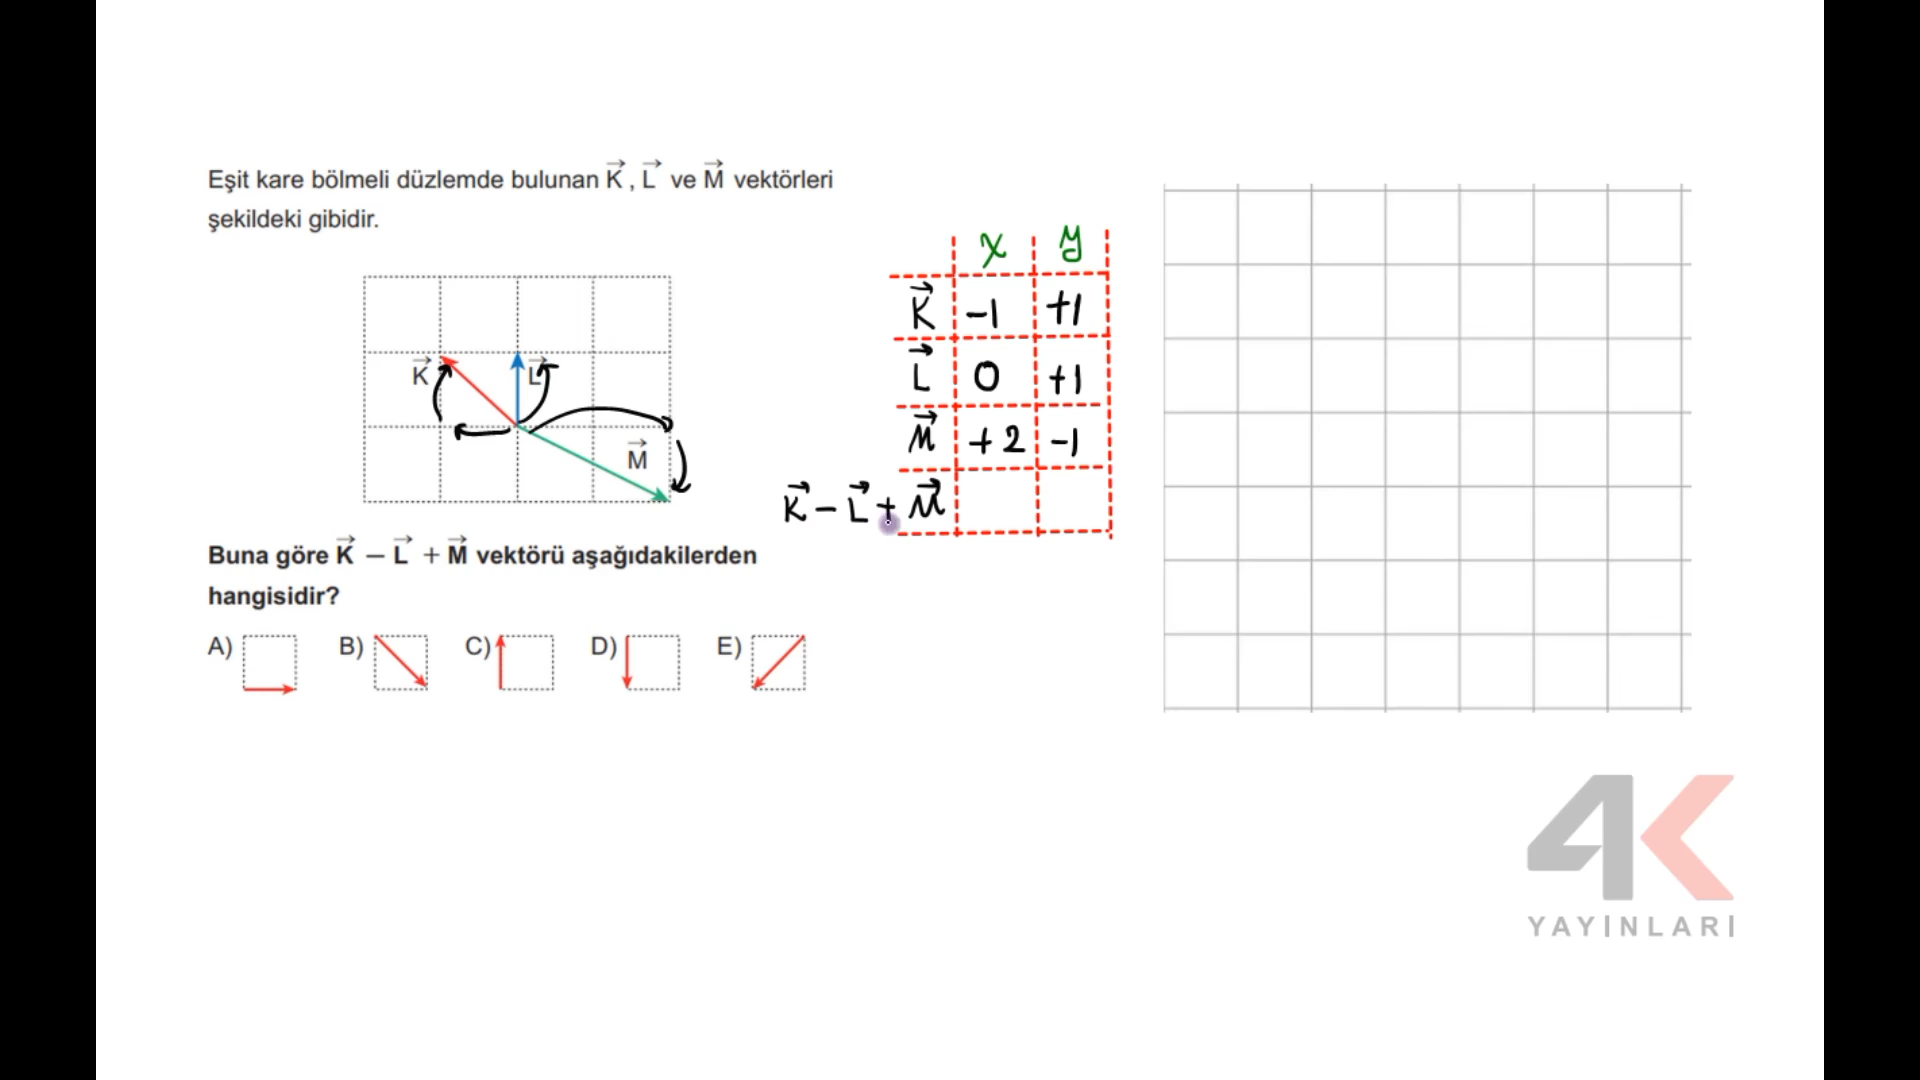 Eşit kare bölmeli düzlemde bulunan K⃗ , L⃗ ve M⃗ vektörleri
şekildeki gibidir.
K⃗
L⃗
M⃗
x y
K⃗ -1 +1
L⃗ 0 +1
M⃗ +2 -1
K⃗ - L⃗ + M⃗
Buna göre K⃗ – L⃗ + M⃗ vektörü aşağıdakilerden
hangisidir?
A) B) C) D) E)
4K
YAYINLARI